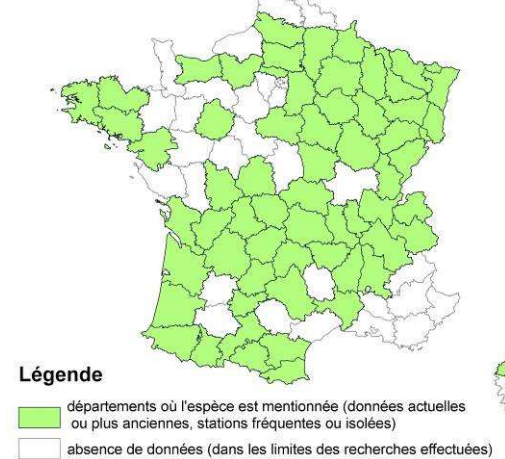 Légende
départements où l'espèce est mentionnée (données actuelles
ou plus anciennes, stations fréquentes ou isolées)
absence de données (dans les limites des recherches effectuées)